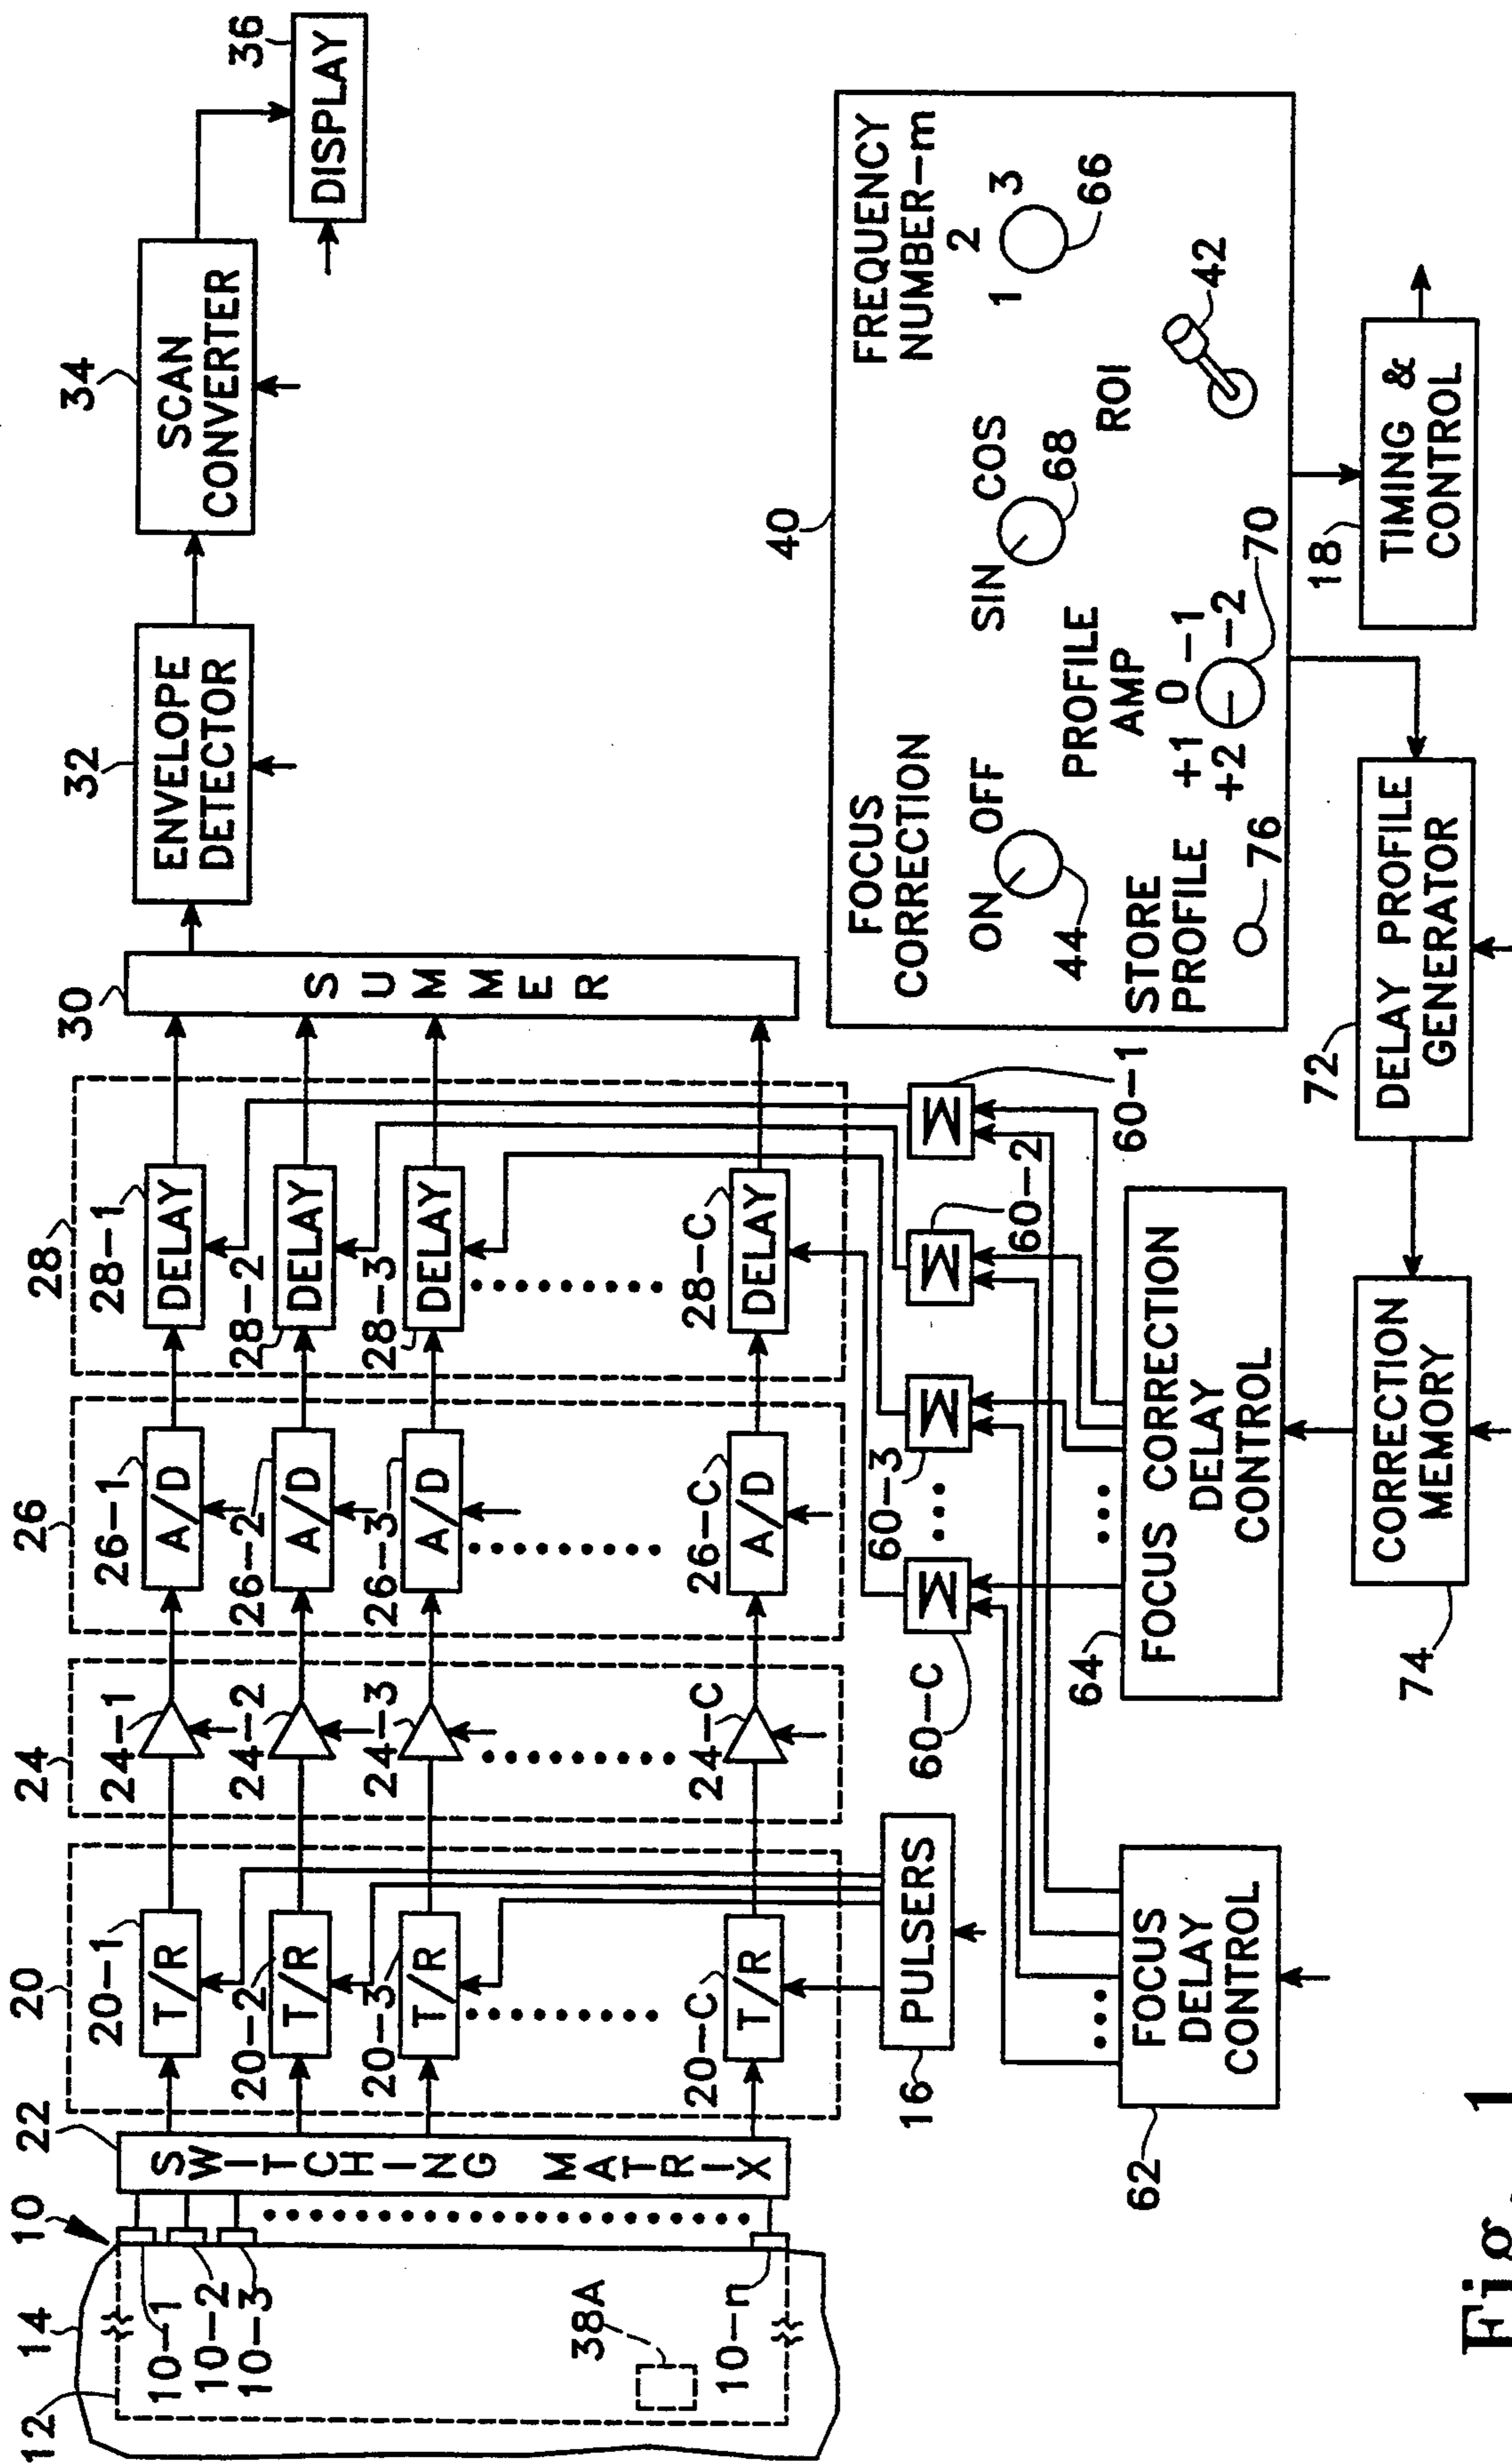 14
10
22
12
10-1
10-2
10-3
38A
10-n
SWITCHING MATRIX
20
20-1
T/R
20-2
T/R
20-3
T/R
20-C
T/R
16
PULSERS
24
24-1
24-2
24-3
24-C
26
26-1
A/D
26-2
A/D
26-3
A/D
26-C
A/D
28
28-1
DELAY
28-2
DELAY
28-3
DELAY
28-C
DELAY
30
SUMMER
32
ENVELOPE
DETECTOR
34
SCAN
CONVERTER
36
DISPLAY
60-C
Σ
60-3
Σ
60-2
Σ
60-1
Σ
62
FOCUS
DELAY
CONTROL
64
FOCUS CORRECTION
DELAY
CONTROL
40
FOCUS
CORRECTION
ON OFF
44
SIN COS
68
FREQUENCY
NUMBER-m
1 2 3
66
STORE
PROFILE
76
PROFILE
AMP
+2 +1 0 -1 -2
70
ROI
42
74
CORRECTION
MEMORY
72
DELAY PROFILE
GENERATOR
18
TIMING &
CONTROL
Fig. 1